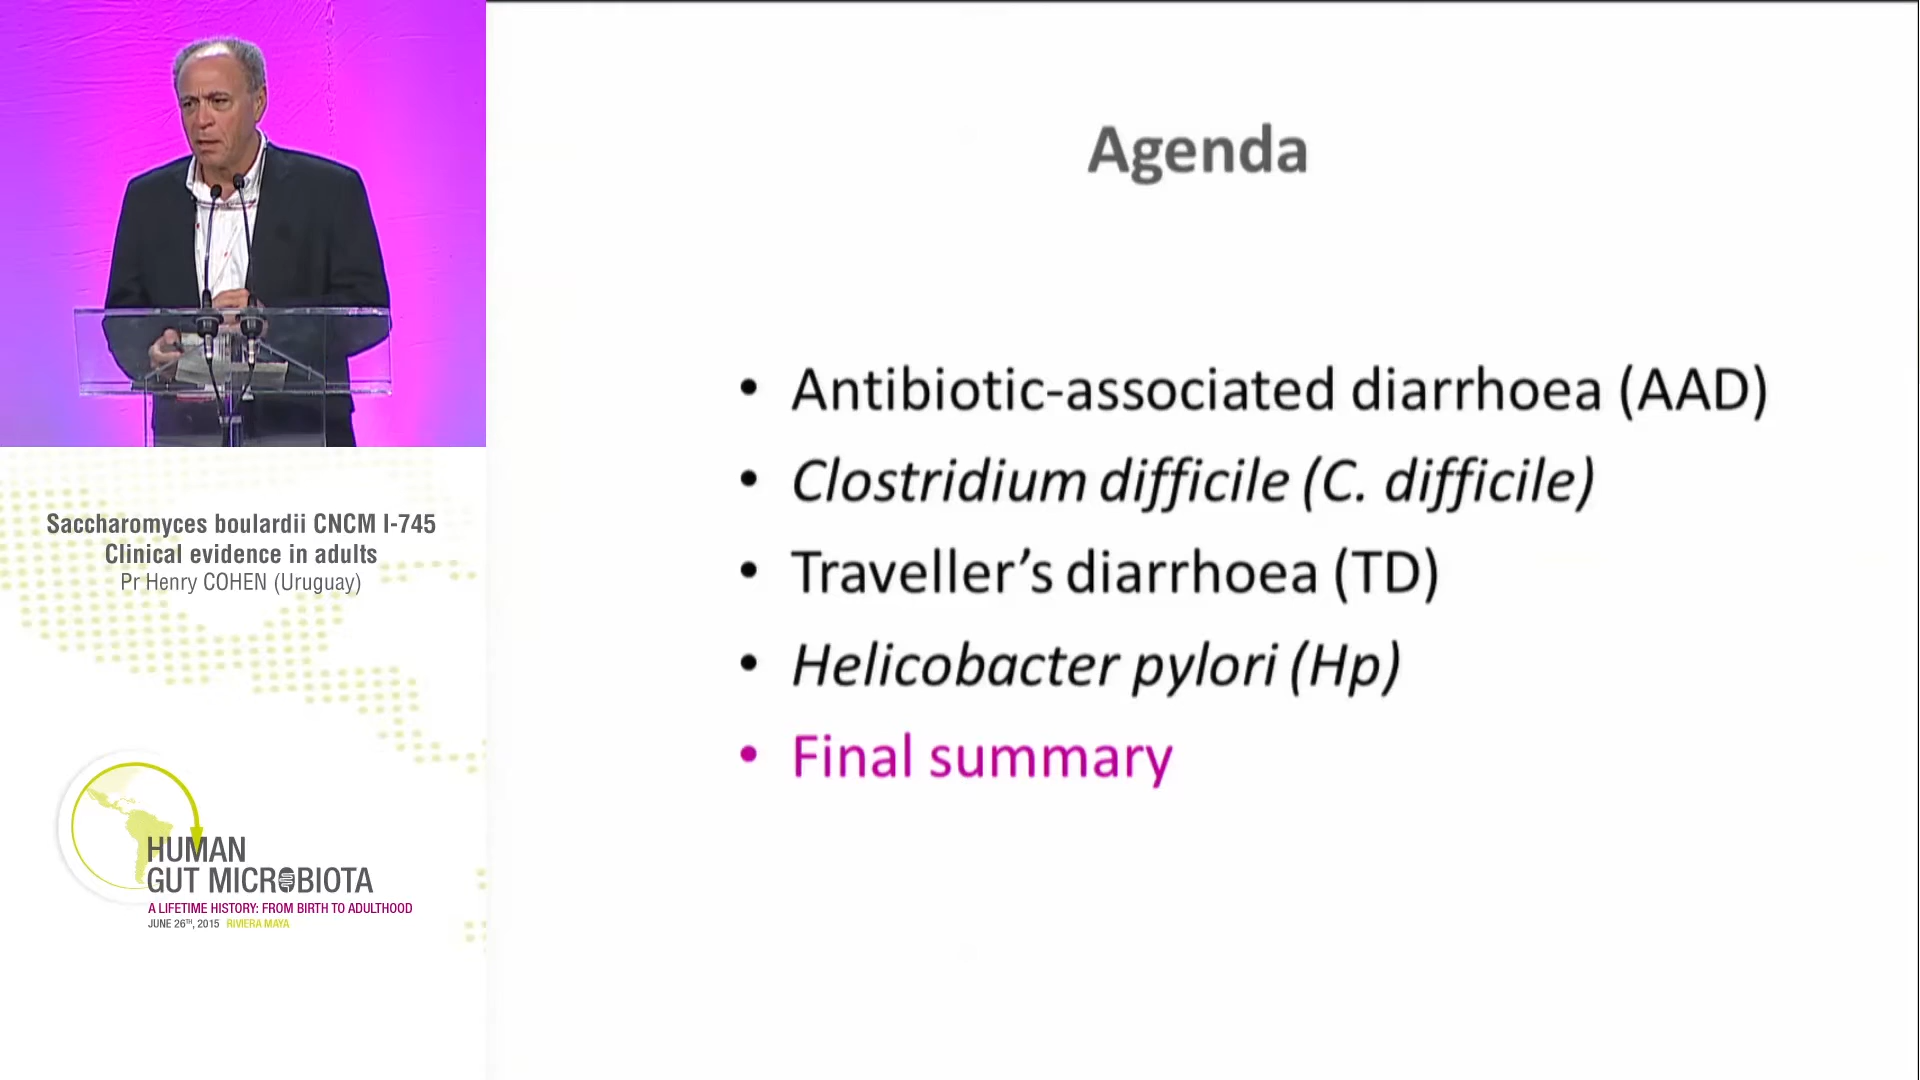 Agenda
• Antibiotic-associated diarrhoea (AAD)
• Clostridium difficile (C. difficile)
• Traveller’s diarrhoea (TD)
• Helicobacter pylori (Hp)
• Final summary
Saccharomyces boulardii CNCM I-745
Clinical evidence in adults
Pr Henry COHEN (Uruguay)
HUMAN
GUT MICROBIOTA
A LIFETIME HISTORY: FROM BIRTH TO ADULTHOOD
JUNE 26TH, 2015 RIVIERA MAYA